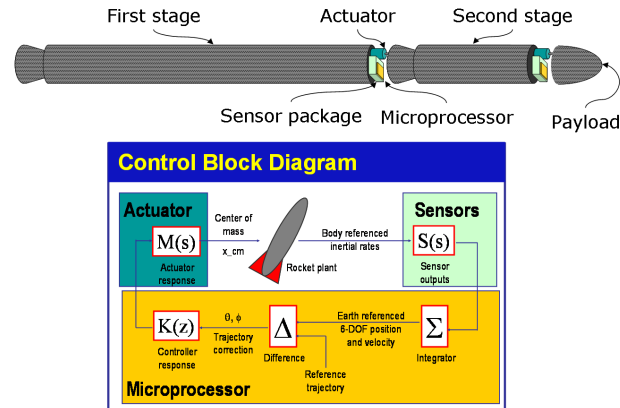 First stage
Actuator
Second stage
Sensor package
Microprocessor
Payload
Control Block Diagram
Actuator
M(s)
Actuator
response
Center of
mass
x_cm
Rocket plant
Body referenced
inertial rates
Sensors
S(s)
Sensor
outputs
K(z)
Controller
response
θ, ϕ
Trajectory
correction
Δ
Difference
Reference
trajectory
Earth referenced
6-DOF position
and velocity
Σ
Integrator
Microprocessor